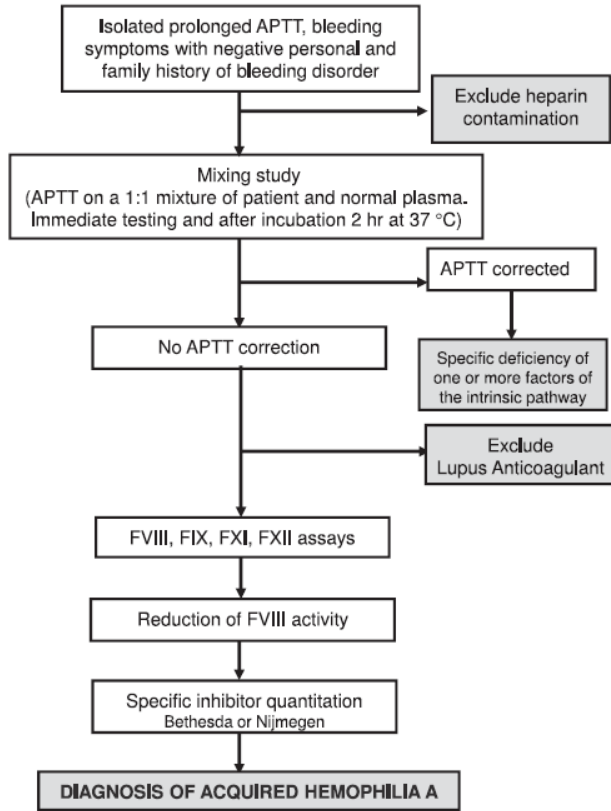 Isolated prolonged APTT, bleeding
symptoms with negative personal and
family history of bleeding disorder
Exclude heparin
contamination
Mixing study
(APTT on a 1:1 mixture of patient and normal plasma.
Immediate testing and after incubation 2 hr at 37 °C)
APTT corrected
No APTT correction
Specific deficiency of
one or more factors of
the intrinsic pathway
Exclude
Lupus Anticoagulant
FVIII, FIX, FXI, FXII assays
Reduction of FVIII activity
Specific inhibitor quantitation
Bethesda or Nijmegen
DIAGNOSIS OF ACQUIRED HEMOPHILIA A